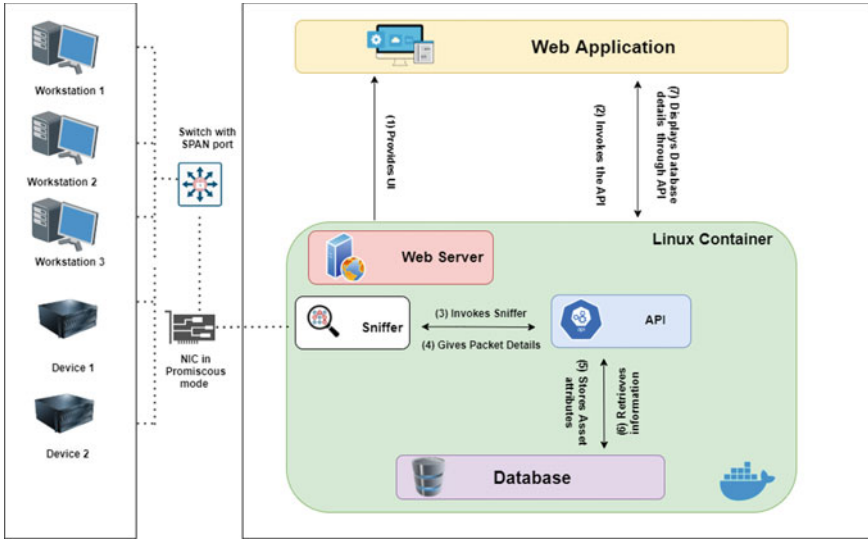 Workstation 1
Workstation 2
Workstation 3
Device 1
Device 2
Switch with
SPAN port
NIC in
Promiscous
mode
Web Application
(1) Provides UI
(2) Invokes the API
(7) Displays Database
details through API
Linux Container
Web Server
Sniffer
(3) Invokes Sniffer
(4) Gives Packet Details
API
(5) Stores Asset
attributes
(6) Retrieves
information
Database